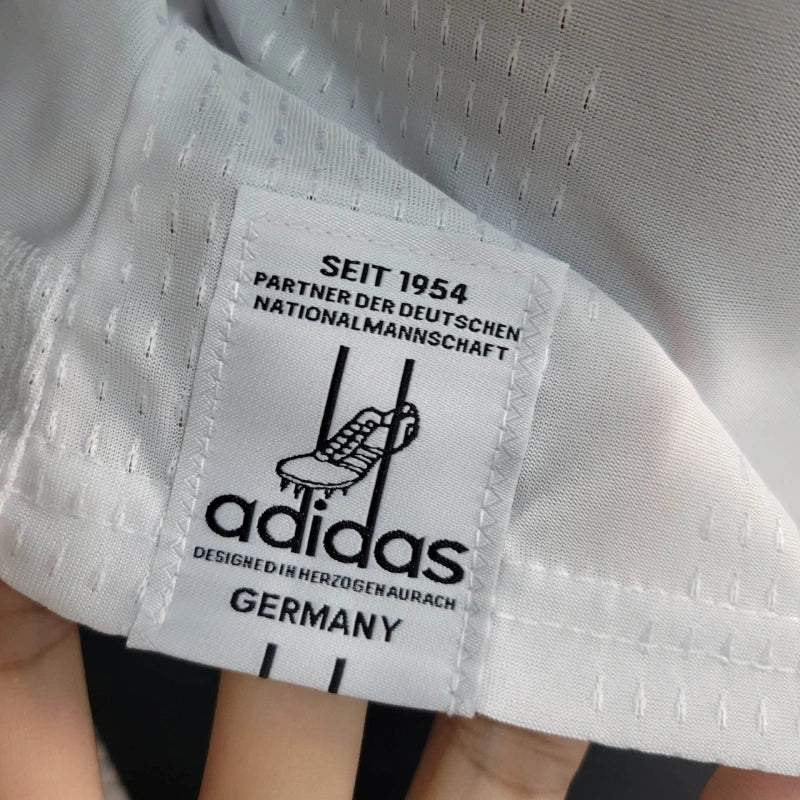 SEIT 1954
PARTNER DER DEUTSCHEN
NATIONALMANNSCHAFT
adidas
DESIGNED IN HERZOGENAURACH
GERMANY